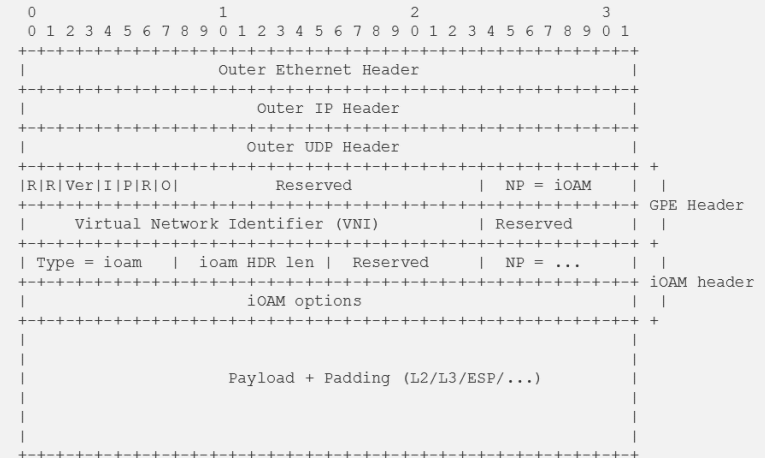 0                   1                   2                   3
 0 1 2 3 4 5 6 7 8 9 0 1 2 3 4 5 6 7 8 9 0 1 2 3 4 5 6 7 8 9 0 1
+-+-+-+-+-+-+-+-+-+-+-+-+-+-+-+-+-+-+-+-+-+-+-+-+-+-+-+-+-+-+-+-+
|                    Outer Ethernet Header                      |
+-+-+-+-+-+-+-+-+-+-+-+-+-+-+-+-+-+-+-+-+-+-+-+-+-+-+-+-+-+-+-+-+
|                        Outer IP Header                        |
+-+-+-+-+-+-+-+-+-+-+-+-+-+-+-+-+-+-+-+-+-+-+-+-+-+-+-+-+-+-+-+-+
|                       Outer UDP Header                        |
+-+-+-+-+-+-+-+-+-+-+-+-+-+-+-+-+-+-+-+-+-+-+-+-+-+-+-+-+-+-+-+-+ +
|R|R|Ver|I|P|R|O|          Reserved             |  NP = iOAM    | |
+-+-+-+-+-+-+-+-+-+-+-+-+-+-+-+-+-+-+-+-+-+-+-+-+-+-+-+-+-+-+-+-+ GPE Header
|     Virtual Network Identifier (VNI)          | Reserved      | |
+-+-+-+-+-+-+-+-+-+-+-+-+-+-+-+-+-+-+-+-+-+-+-+-+-+-+-+-+-+-+-+-+ +
| Type = ioam   |  ioam HDR len |  Reserved     |  NP = ...     | |
+-+-+-+-+-+-+-+-+-+-+-+-+-+-+-+-+-+-+-+-+-+-+-+-+-+-+-+-+-+-+-+-+ iOAM header
|                       iOAM options                            | |
+-+-+-+-+-+-+-+-+-+-+-+-+-+-+-+-+-+-+-+-+-+-+-+-+-+-+-+-+-+-+-+-+ +
|                                                               |
|                                                               |
|                     Payload + Padding (L2/L3/ESP/...)         |
|                                                               |
|                                                               |
|                                                               |
+-+-+-+-+-+-+-+-+-+-+-+-+-+-+-+-+-+-+-+-+-+-+-+-+-+-+-+-+-+-+-+-+